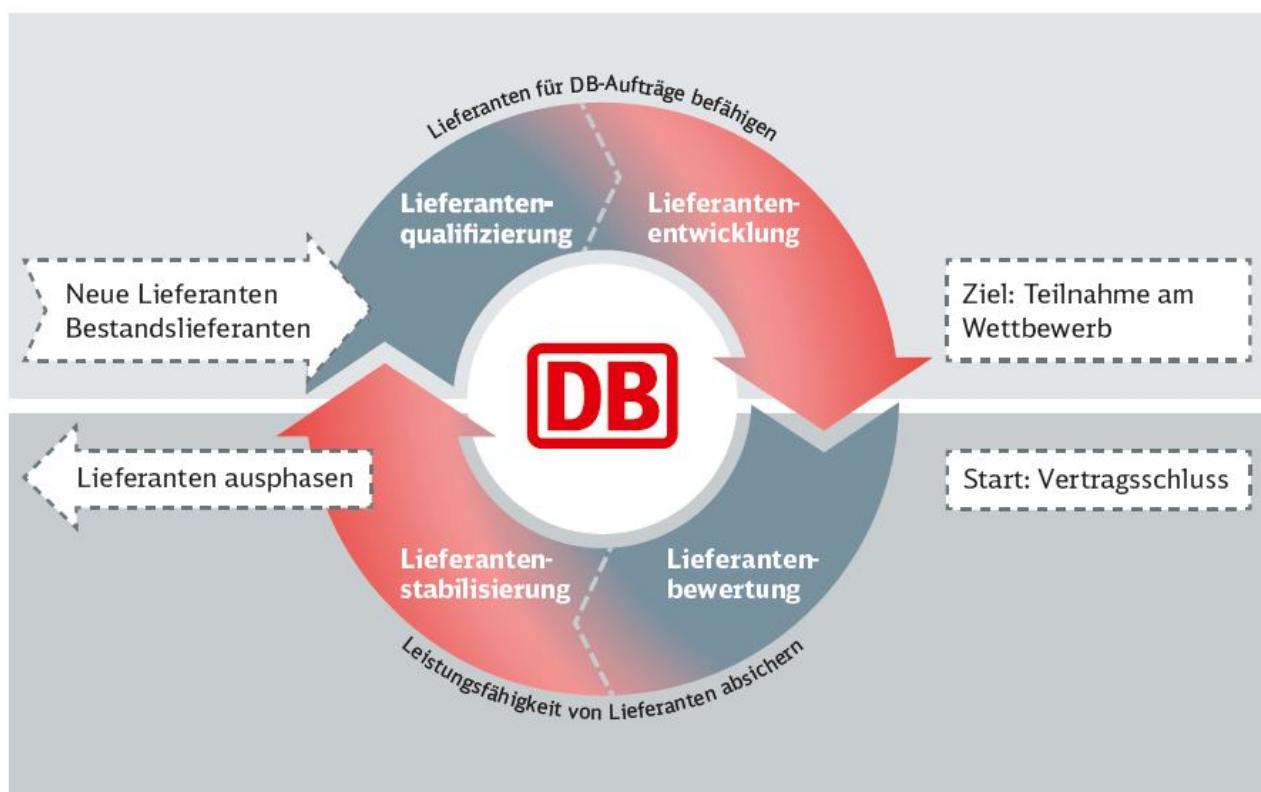 Lieferanten für DB-Aufträge befähigen
Lieferanten-
qualifizierung
Lieferanten-
entwicklung
Neue Lieferanten
Bestandslieferanten
Ziel: Teilnahme am
Wettbewerb
DB
Lieferanten ausphasen
Start: Vertragsschluss
Lieferanten-
stabilisierung
Lieferanten-
bewertung
Leistungsfähigkeit von Lieferanten absichern